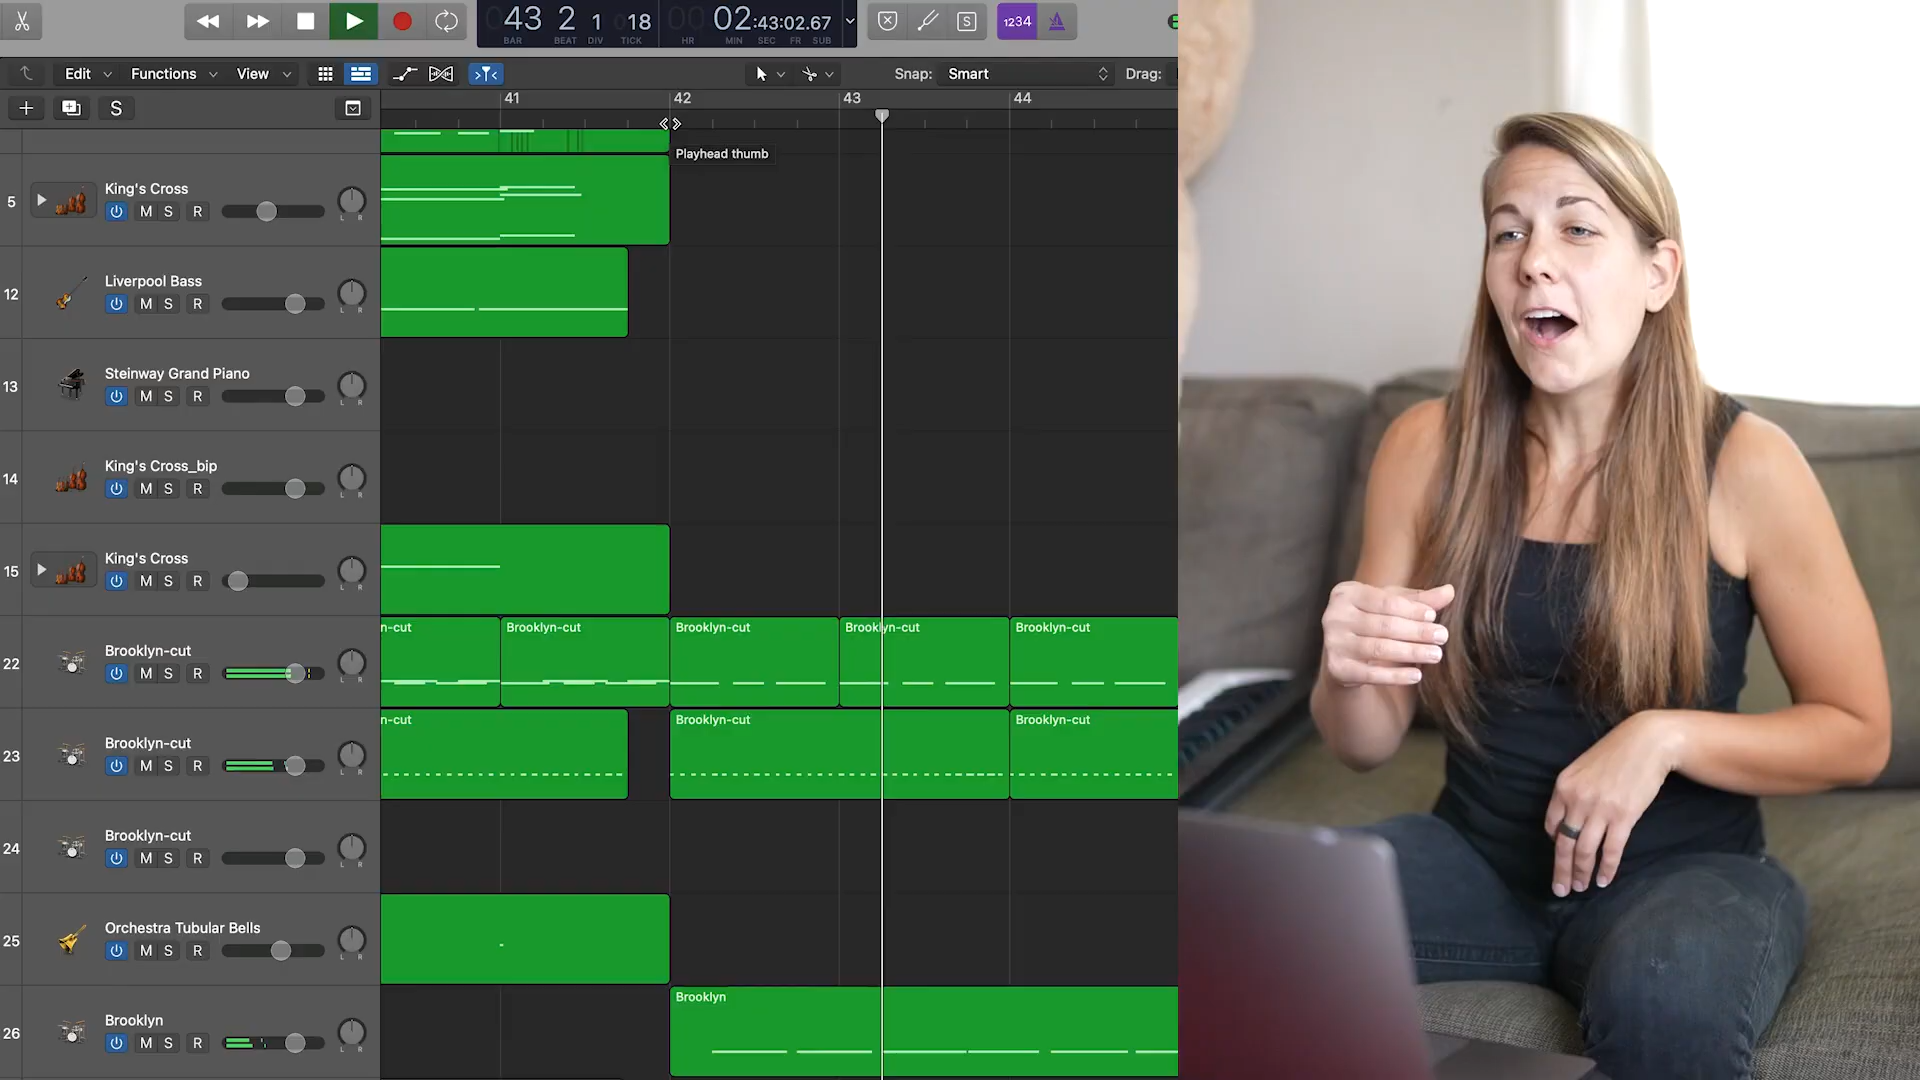 43 2 1 018 00 02:43:02.67
BAR BEAT DIV TICK HR MIN SEC FR SUB
S
1234
Edit Functions View
Snap: Smart Drag:
S
41 42 43 44
Playhead thumb
5 King's Cross
M S R
L R
12 Liverpool Bass
M S R
L R
13 Steinway Grand Piano
M S R
L R
14 King's Cross_bip
M S R
L R
15 King's Cross
M S R
L R
n-cut Brooklyn-cut Brooklyn-cut Brooklyn-cut Brooklyn-cut
22 Brooklyn-cut
M S R
L R
n-cut Brooklyn-cut Brooklyn-cut
23 Brooklyn-cut
M S R
L R
24 Brooklyn-cut
M S R
L R
25 Orchestra Tubular Bells
M S R
L R
Brooklyn
26 Brooklyn
M S R
L R